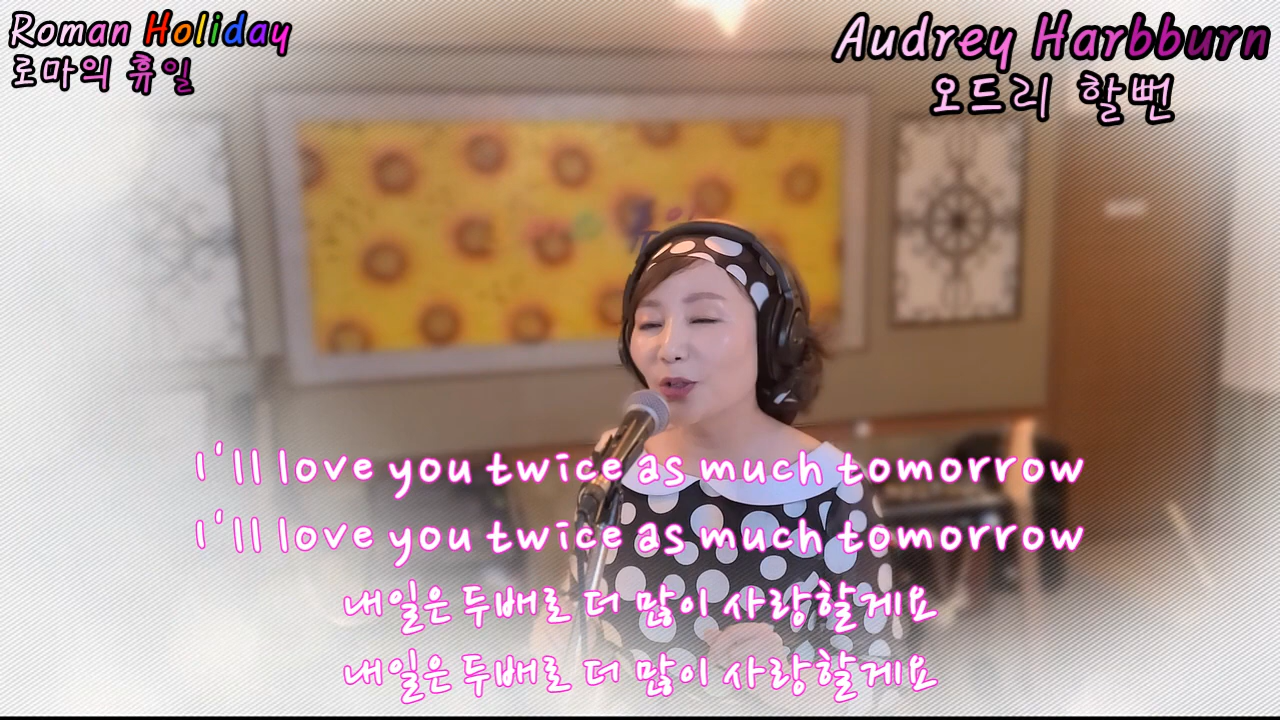 Roman Holiday
로마의 휴일
Audrey Harbburn
오드리 할뻔
I'll love you twice as much tomorrow
I'll love you twice as much tomorrow
내일은 두배로 더 많이 사랑할게요
내일은 두배로 더 많이 사랑할게요